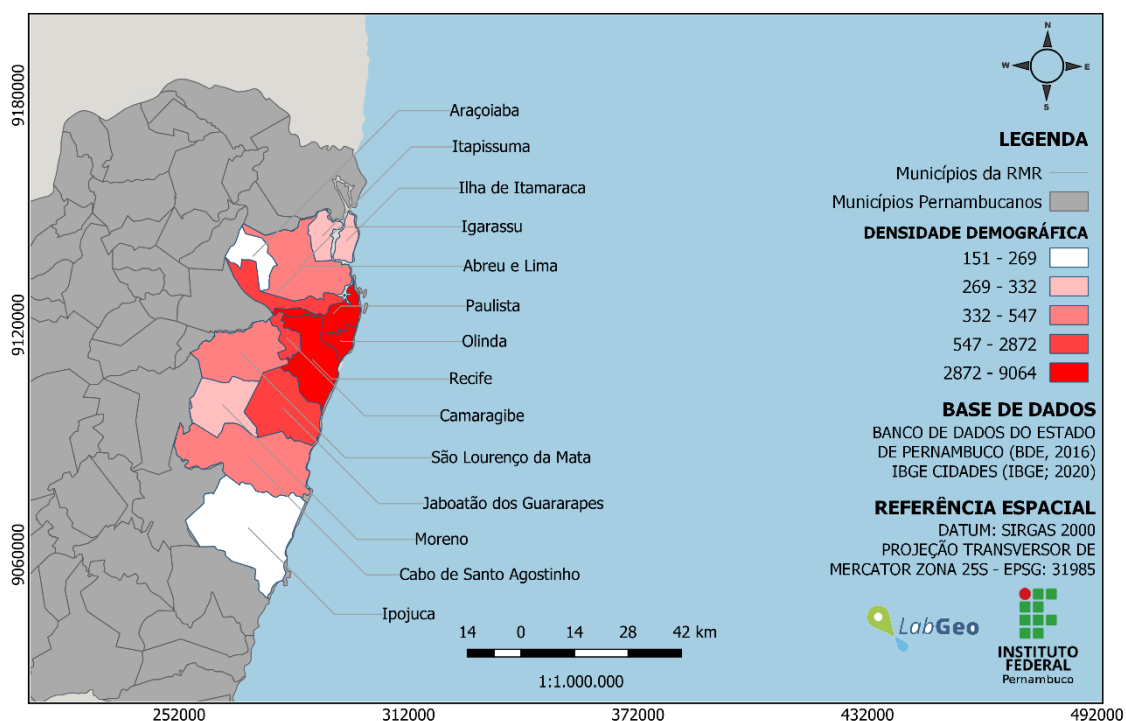 N
W
E
S
9180000
9120000
9060000
Araçoiaba
Itapissuma
Ilha de Itamaraca
Igarassu
Abreu e Lima
Paulista
Olinda
Recife
Camaragibe
São Lourenço da Mata
Jaboatão dos Guararapes
Moreno
Cabo de Santo Agostinho
Ipojuca
LEGENDA
Municípios da RMR
Municípios Pernambucanos
DENSIDADE DEMOGRÁFICA
151 - 269
269 - 332
332 - 547
547 - 2872
2872 - 9064
BASE DE DADOS
BANCO DE DADOS DO ESTADO
DE PERNAMBUCO (BDE, 2016)
IBGE CIDADES (IBGE; 2020)
REFERÊNCIA ESPACIAL
DATUM: SIRGAS 2000
PROJEÇÃO TRANSVERSOR DE
MERCATOR ZONA 25S - EPSG: 31985
LabGeo
INSTITUTO
FEDERAL
Pernambuco
14 0 14 28 42 km
1:1.000.000
252000 312000 372000 432000 492000